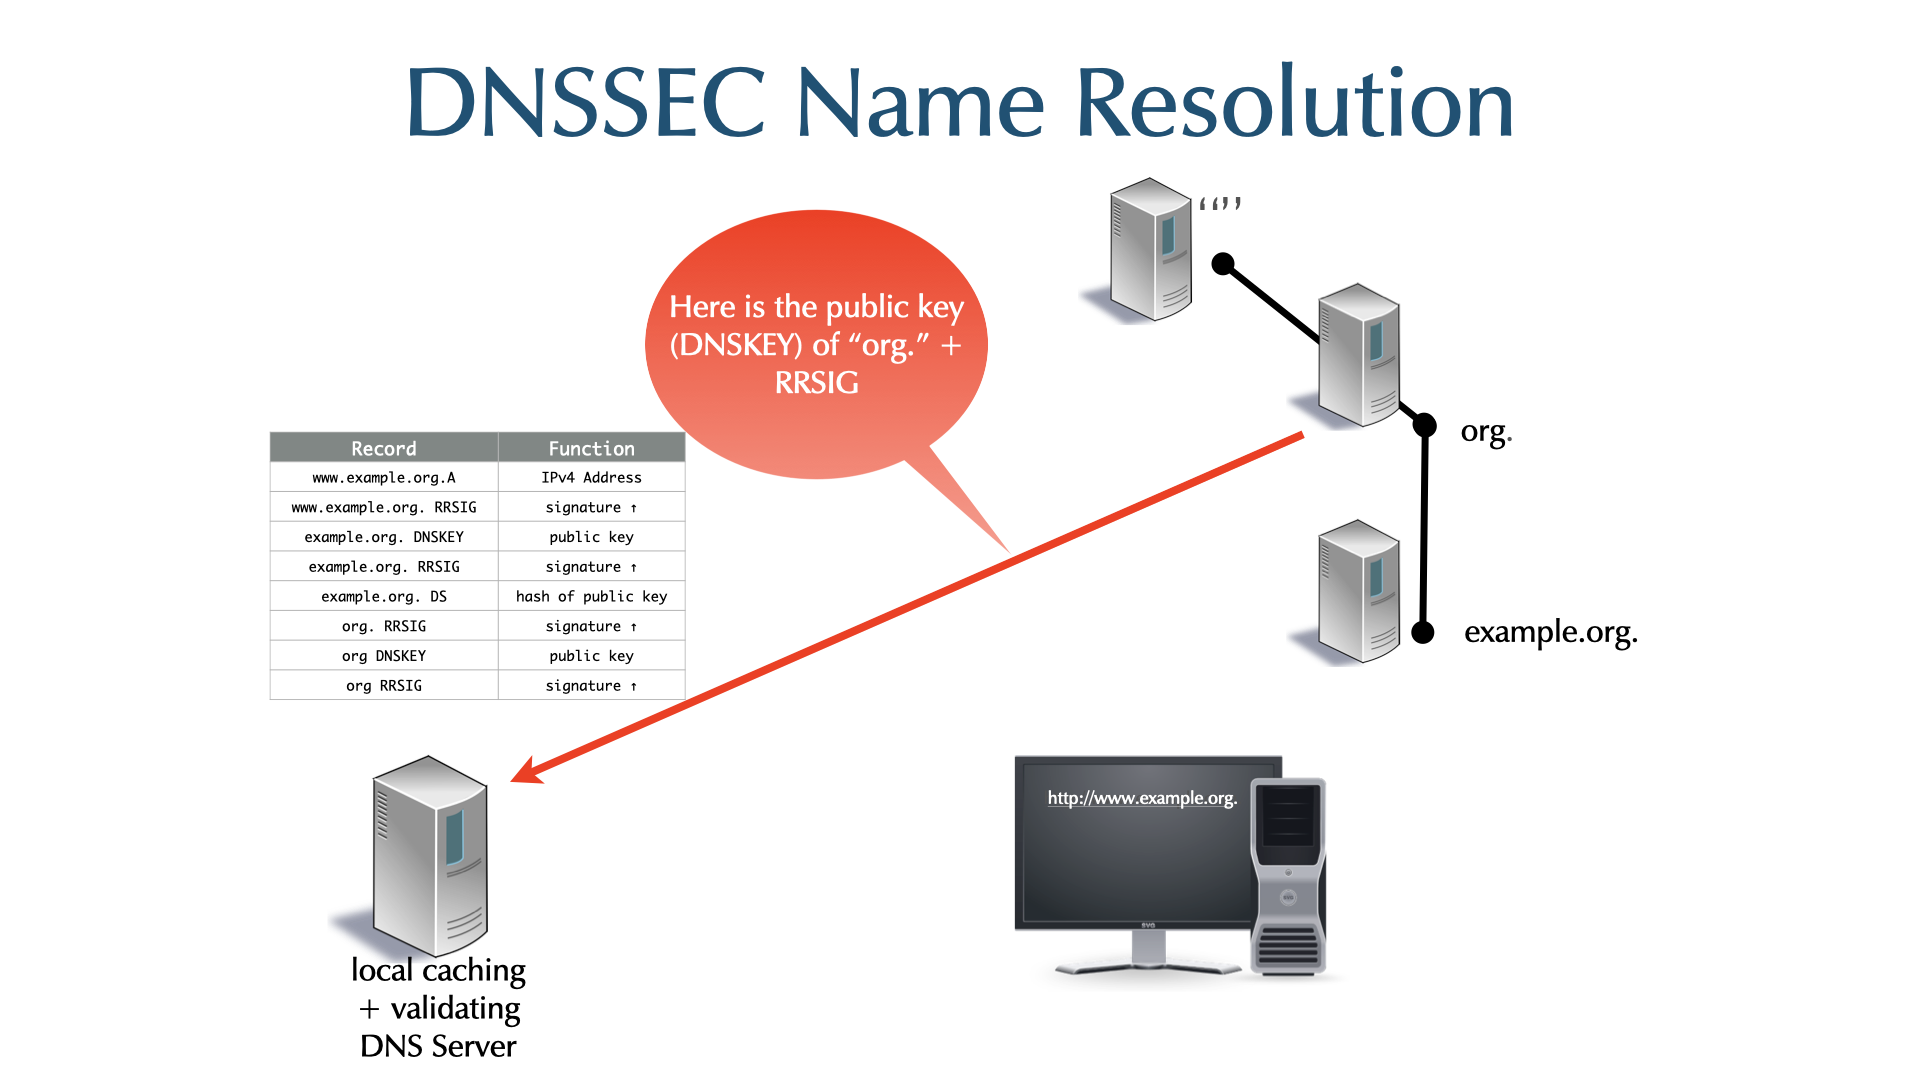 DNSSEC Name Resolution
“”
Here is the public key
(DNSKEY) of “org.” +
RRSIG
org.
Record Function
www.example.org.A IPv4 Address
www.example.org. RRSIG signature ↑
example.org. DNSKEY public key
example.org. RRSIG signature ↑
example.org. DS hash of public key
org. RRSIG signature ↑
org DNSKEY public key
org RRSIG signature ↑
example.org.
http://www.example.org.
SVG
SVG
local caching
+ validating
DNS Server